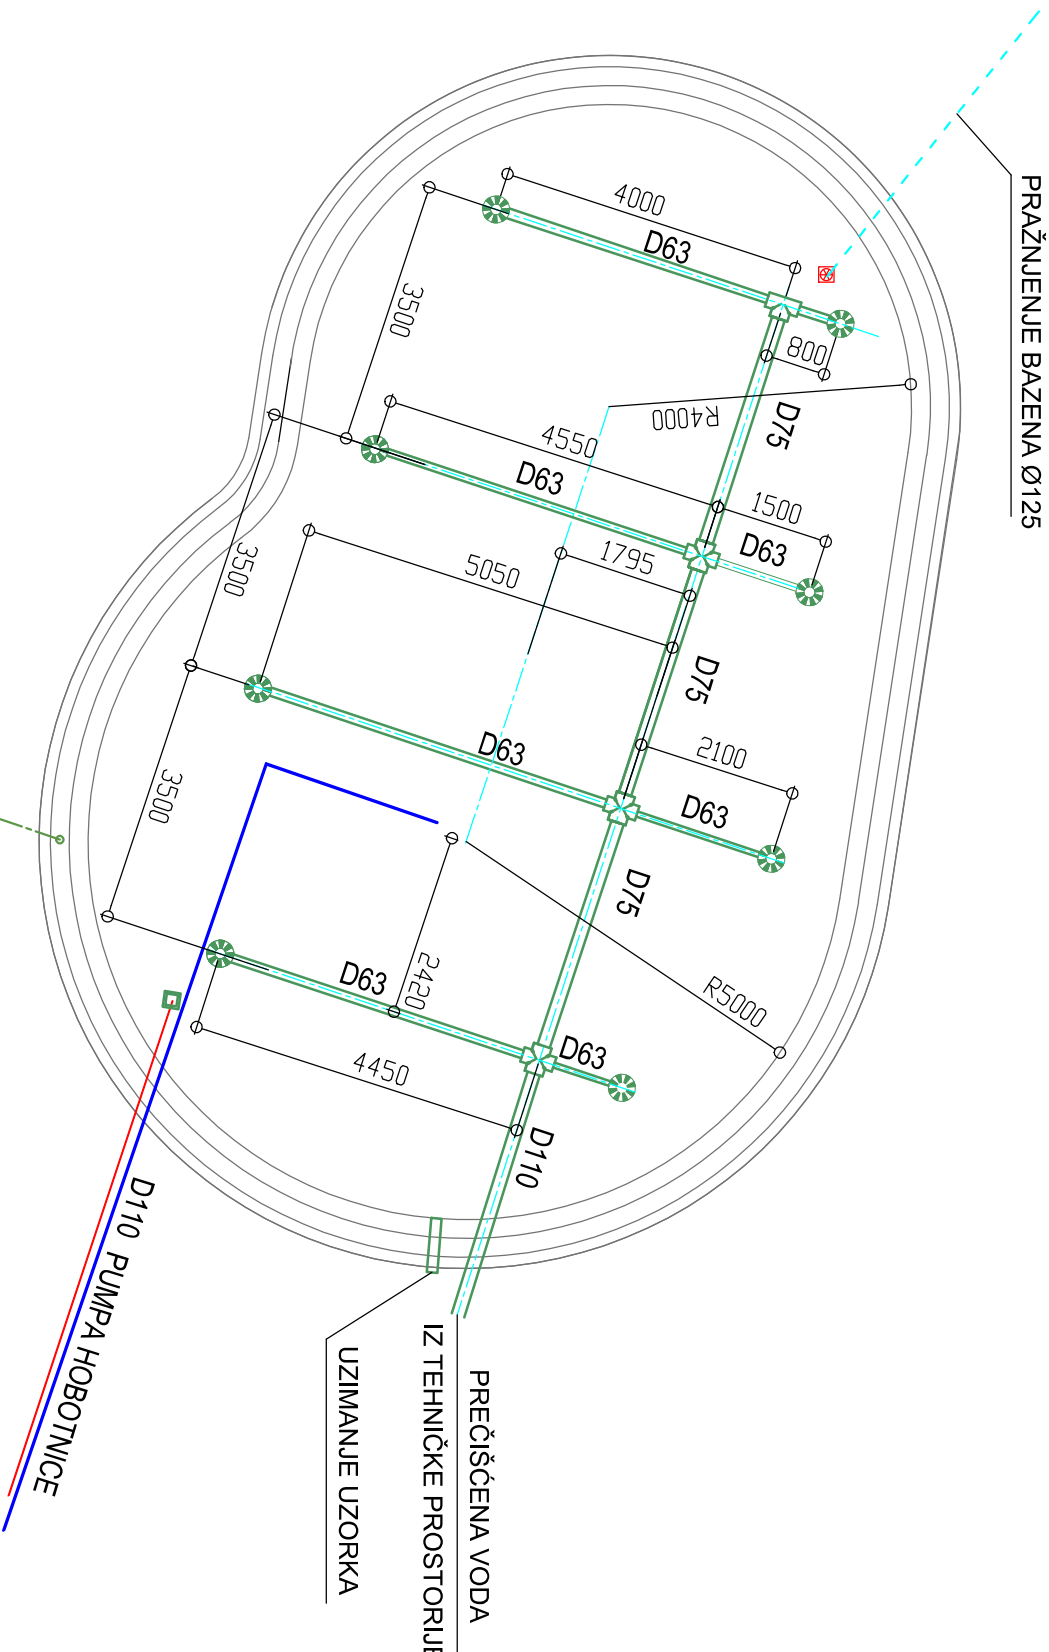 PRAŽNJENJE BAZENA Ø125
4000
D63
3500
800
D75
R4000
4550
D63
1500
D63
3500
1795
5050
D75
2100
D63
D63
3500
D75
2420
R5000
D63
D63
4450
D110
D110 PUMPA HOBOTNICE
UZIMANJE UZORKA
PREČIŠĆENA VODA
IZ TEHNIČKE PROSTORIJE